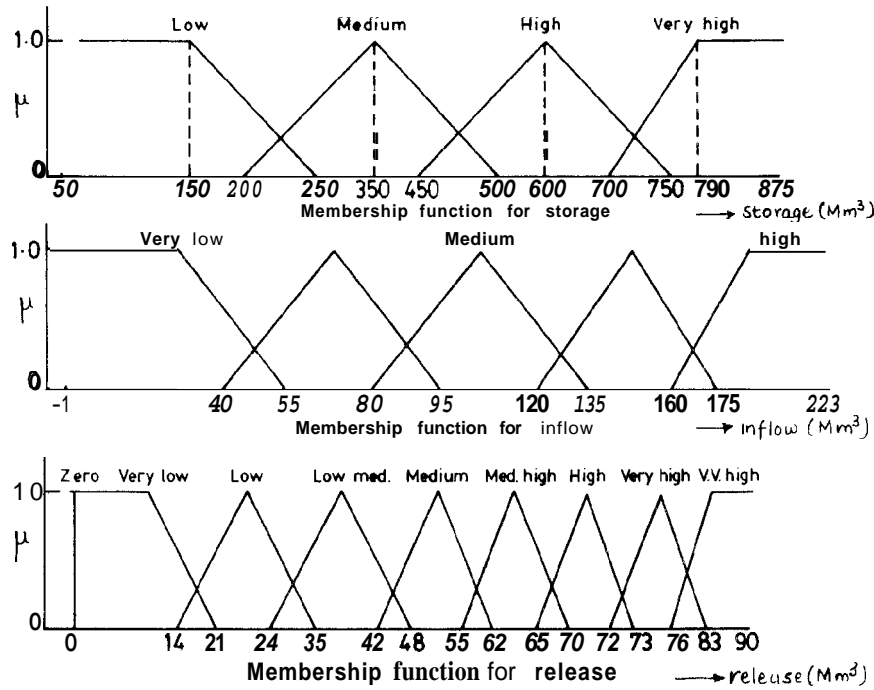 Low Medium High Very high
1.0
μ
0
50 150 200 250 350 450 500 600 700 750 790 875
Membership function for storage → storage (Mm³)
Very low Medium high
1.0
μ
0
-1 40 55 80 95 120 135 160 175 223
Membership function for inflow → Inflow (Mm³)
Zero Very low Low Low med. Medium Med. high High Very high V.V. high
10
μ
0
0 14 21 24 35 42 48 55 62 65 70 72 73 76 83 90
Membership function for release → release (Mm³)